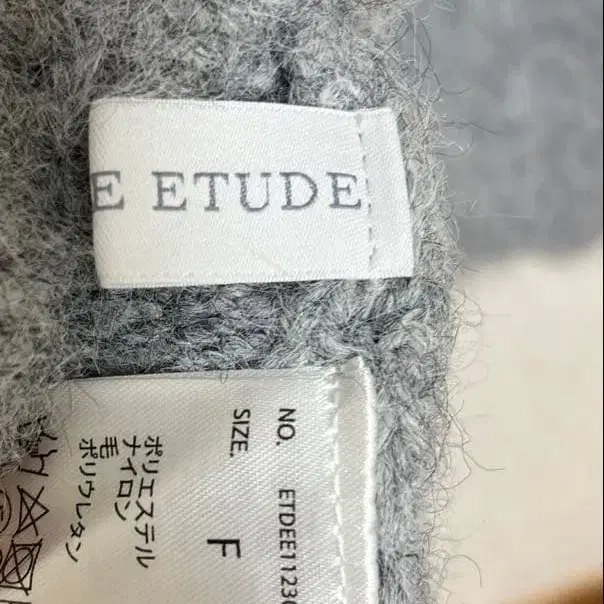 E ETUDE
NO. ETDEE1123
SIZE. F
ポリエステル
ナイロン
毛
ポリウレタン